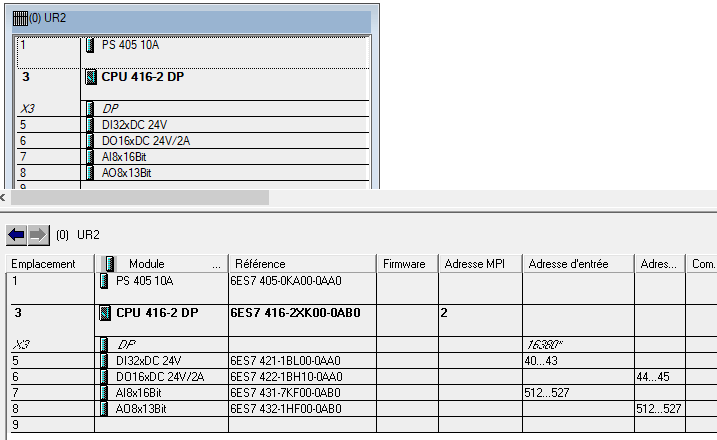 (0) UR2
1 PS 405 10A
3 CPU 416-2 DP
X3 DP
5 DI32xDC 24V
6 DO16xDC 24V/2A
7 AI8x16Bit
8 AO8x13Bit
9
(0) UR2
Emplacement Module ... Référence Firmware Adresse MPI Adresse d'entrée Adres... Com.
1 PS 405 10A 6ES7 405-0KA00-0AA0
3 CPU 416-2 DP 6ES7 416-2XK00-0AB0 2
X3 DP 16380*
5 DI32xDC 24V 6ES7 421-1BL00-0AA0 40...43
6 DO16xDC 24V/2A 6ES7 422-1BH10-0AA0 44...45
7 AI8x16Bit 6ES7 431-7KF00-0AB0 512...527
8 AO8x13Bit 6ES7 432-1HF00-0AB0 512...527
9